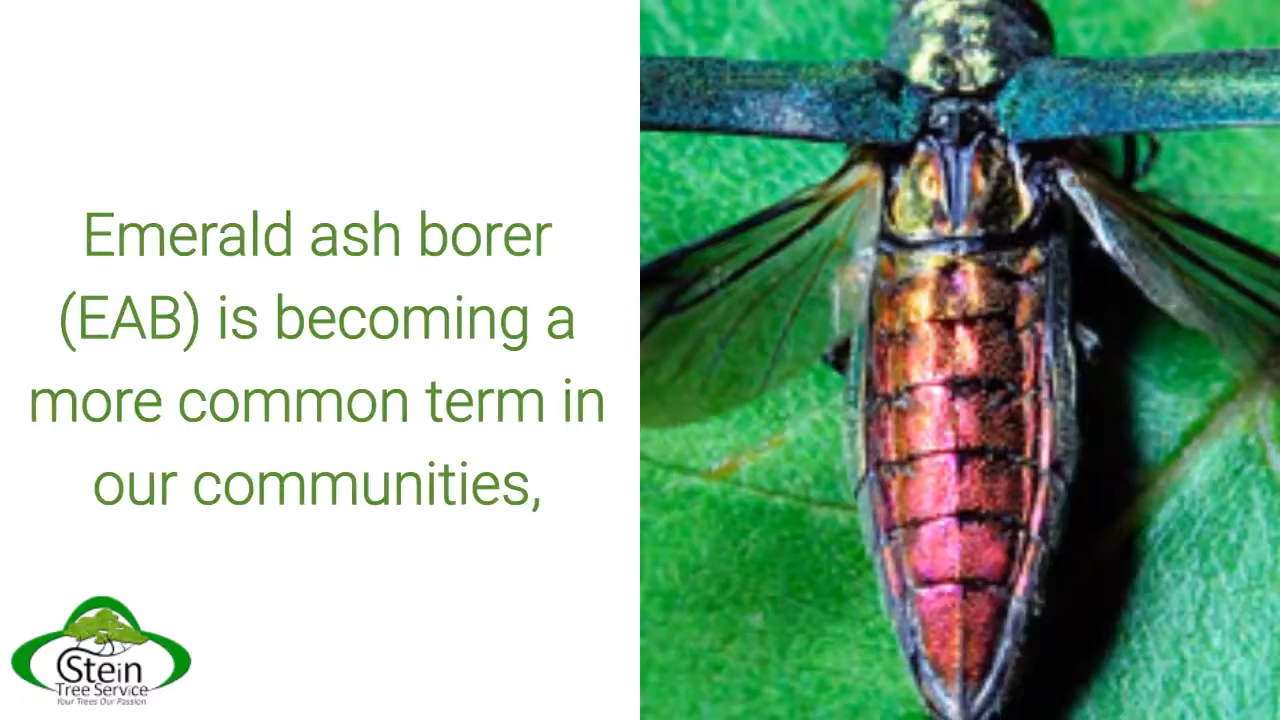 Emerald ash borer
(EAB) is becoming a
more common term in
our communities,
Stein
Tree Service
Your Trees Our Passion